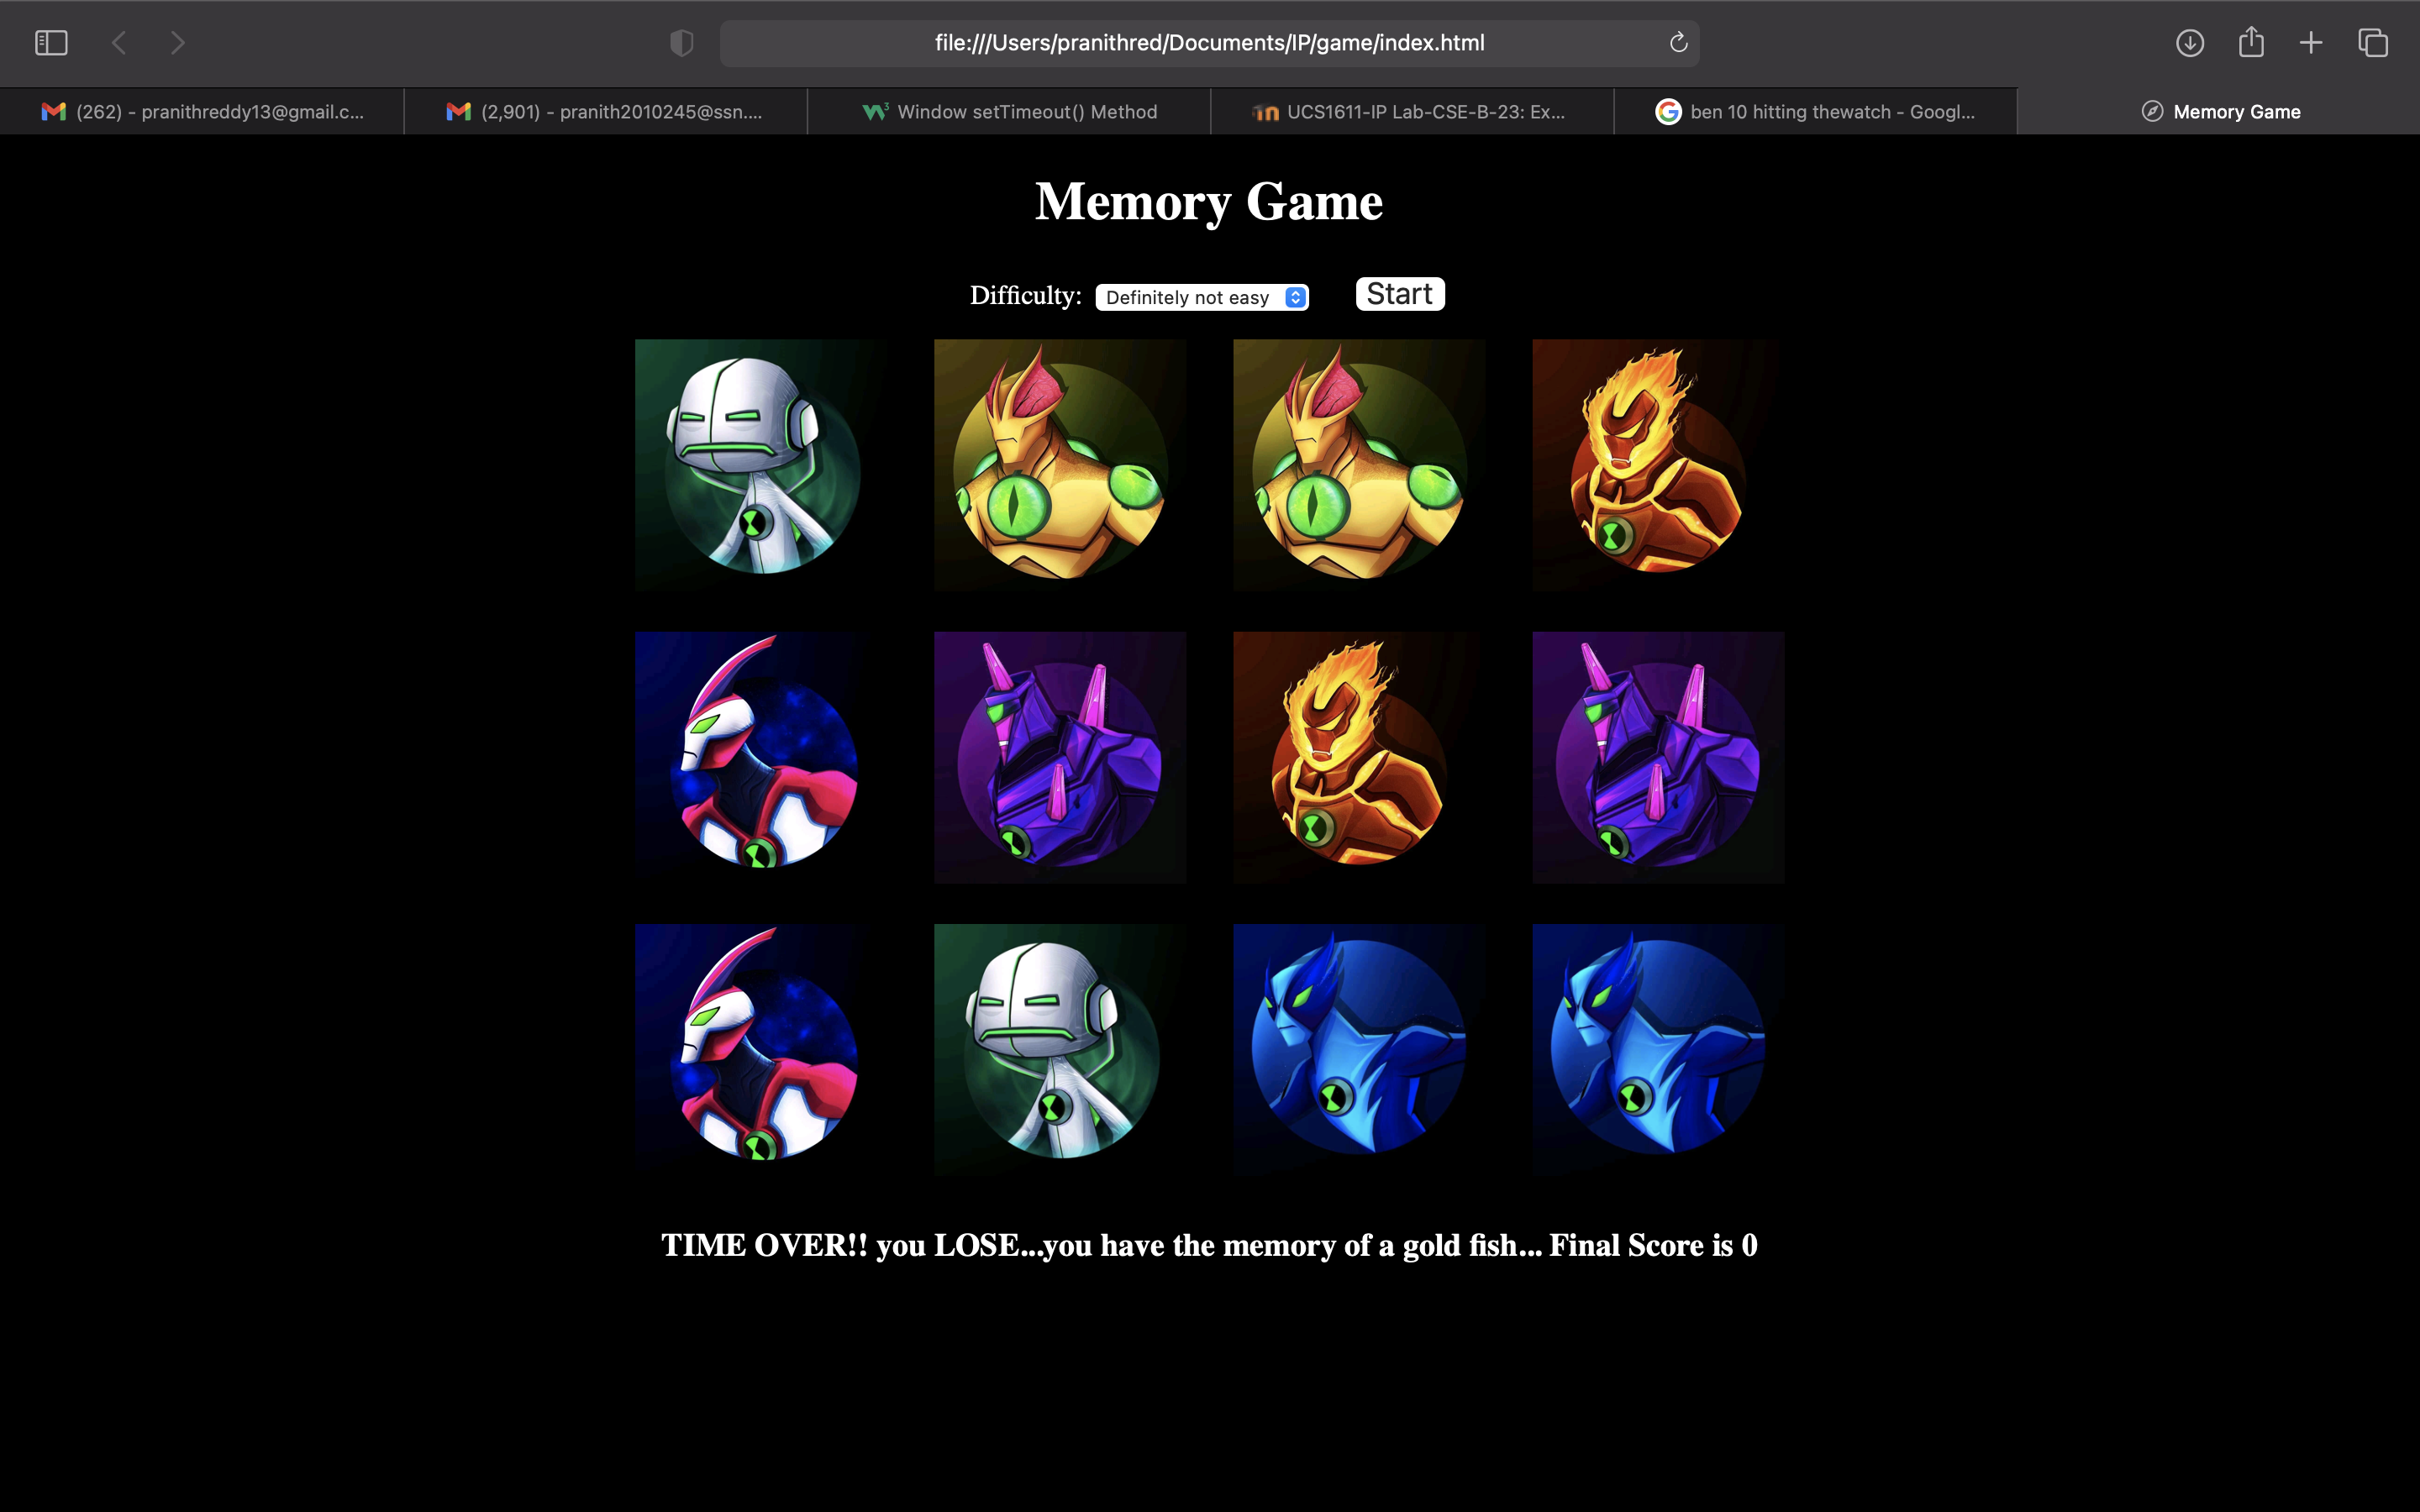 file:///Users/pranithred/Documents/IP/game/index.html
(262) - pranithreddy13@gmail.c...
(2,901) - pranith2010245@ssn....
Window setTimeout() Method
UCS1611-IP Lab-CSE-B-23: Ex...
ben 10 hitting thewatch - Googl...
Memory Game
Memory Game
Difficulty: Definitely not easy Start
TIME OVER!! you LOSE...you have the memory of a gold fish... Final Score is 0